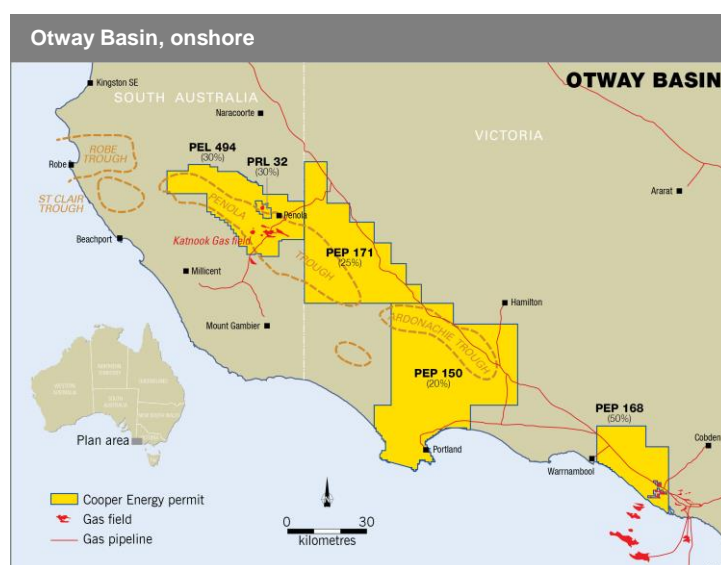 Otway Basin, onshore
OTWAY BASIN
Kingston SE
SOUTH AUSTRALIA
Naracoorte
VICTORIA
PEL 494
(30%)
PRL 32
(30%)
ROBE
TROUGH
Robe
Ararat
ST CLAIR
TROUGH
PENOLA
Penola
Beachport
Katnook Gas field
TROUGH
PEP 171
(25%)
Millicent
Hamilton
Mount Gambier
ARDONACHIE TROUGH
PEP 150
(20%)
PEP 168
(50%)
Plan area
Portland
Warrnambool
Cobden
Cooper Energy permit
Gas field
Gas pipeline
0 30
kilometres